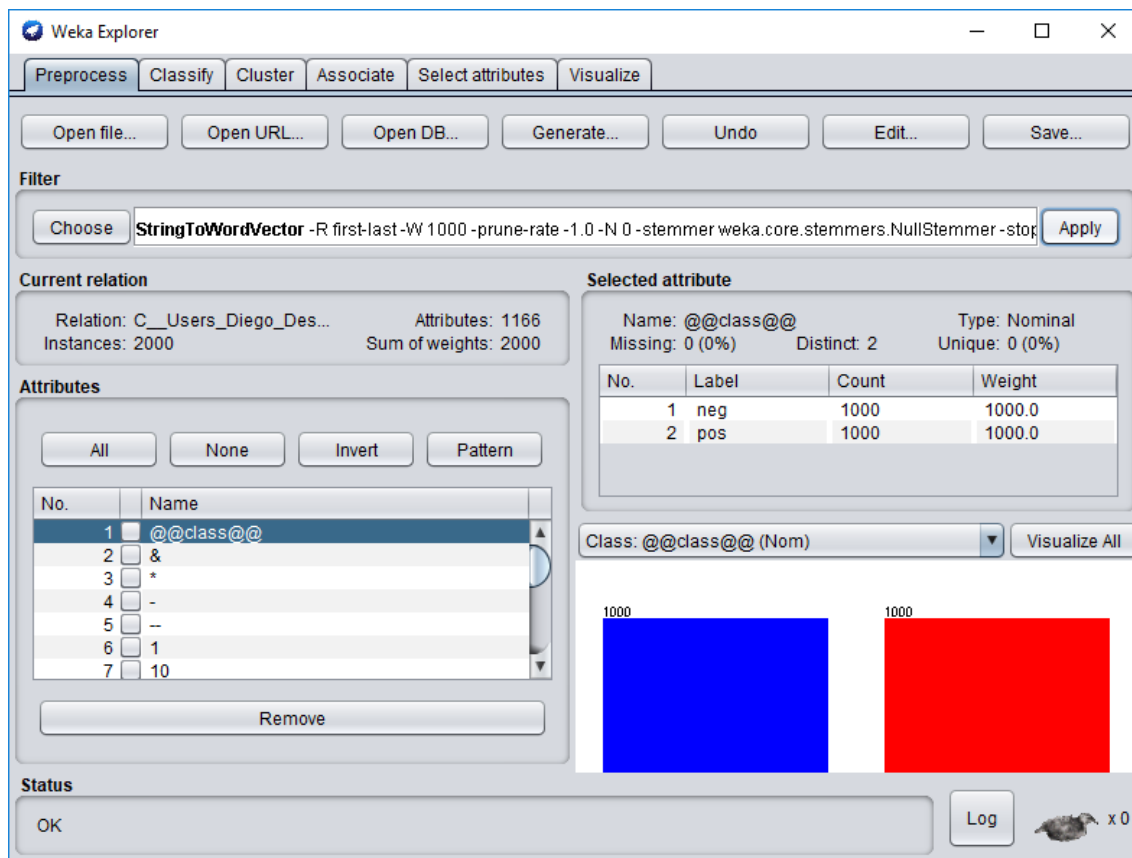 Weka Explorer
Preprocess Classify Cluster Associate Select attributes Visualize
Open file... Open URL... Open DB... Generate... Undo Edit... Save...
Filter
Choose StringToWordVector -R first-last -W 1000 -prune-rate -1.0 -N 0 -stemmer weka.core.stemmers.NullStemmer -stop Apply
Current relation
Relation: C__Users_Diego_Des... Attributes: 1166
Instances: 2000 Sum of weights: 2000
Attributes
All None Invert Pattern
No. Name
1 @@class@@
2 &
3 *
4 -
5 --
6 1
7 10
Remove
Selected attribute
Name: @@class@@ Type: Nominal
Missing: 0 (0%) Distinct: 2 Unique: 0 (0%)
No. Label Count Weight
1 neg 1000 1000.0
2 pos 1000 1000.0
Class: @@class@@ (Nom) Visualize All
1000 1000
Status
OK
Log x 0